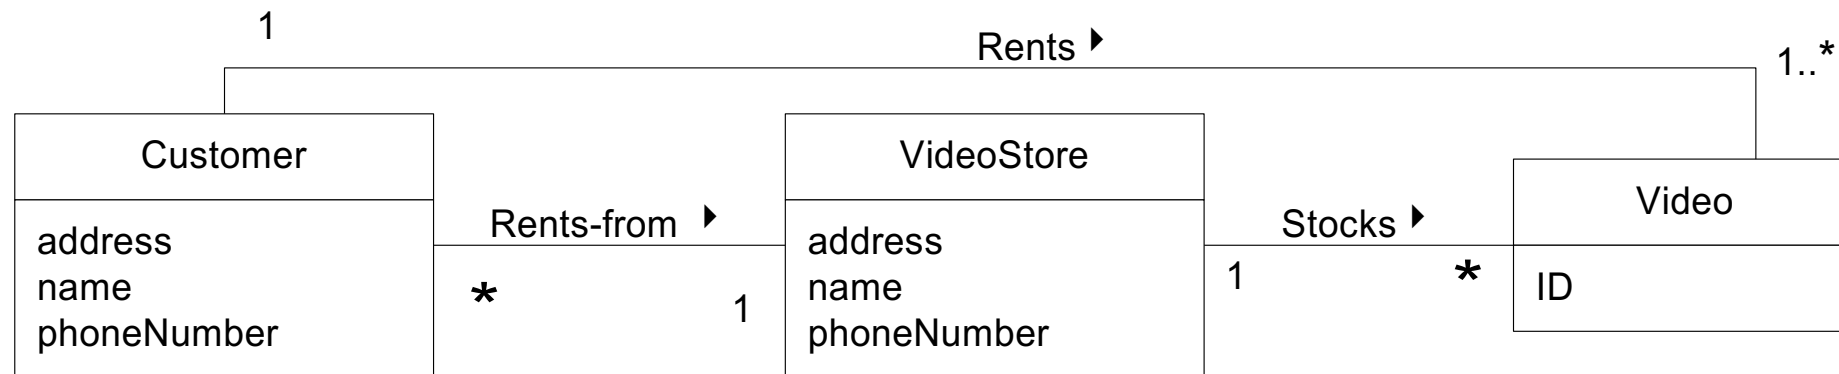 1
Rents
1..*
Customer
address
name
phoneNumber
Rents-from
*
1
VideoStore
address
name
phoneNumber
Stocks
1
*
Video
ID